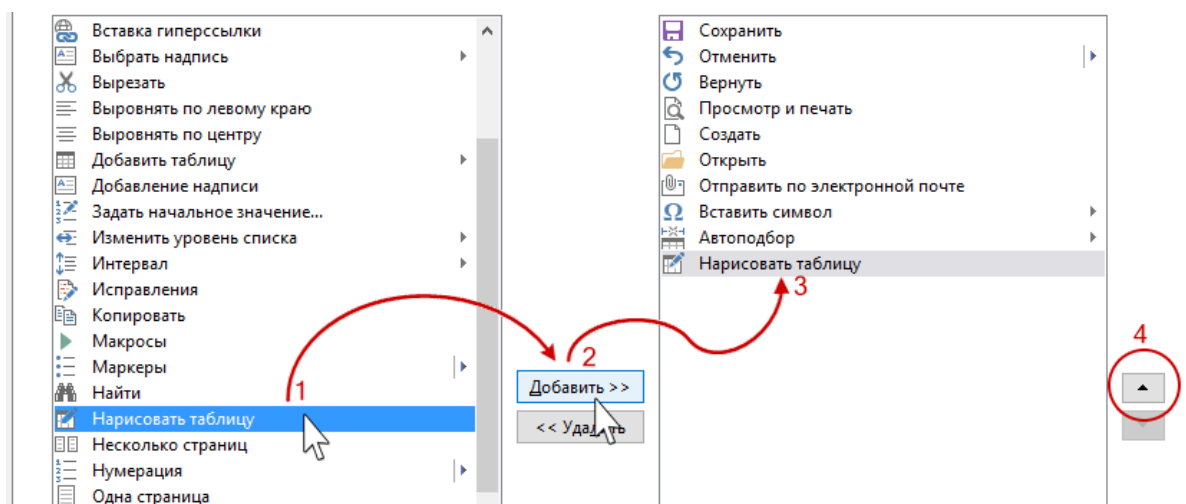 Вставка гиперссылки
Выбрать надпись
Вырезать
Выровнять по левому краю
Выровнять по центру
Добавить таблицу
Добавление надписи
Задать начальное значение...
Изменить уровень списка
Интервал
Исправления
Копировать
Макросы
Маркеры
Найти
Нарисовать таблицу
Несколько страниц
Нумерация
Одна страница
1
2
Добавить >>
<< Удалить
Сохранить
Отменить
Вернуть
Просмотр и печать
Создать
Открыть
Отправить по электронной почте
Вставить символ
Автоподбор
Нарисовать таблицу
3
4